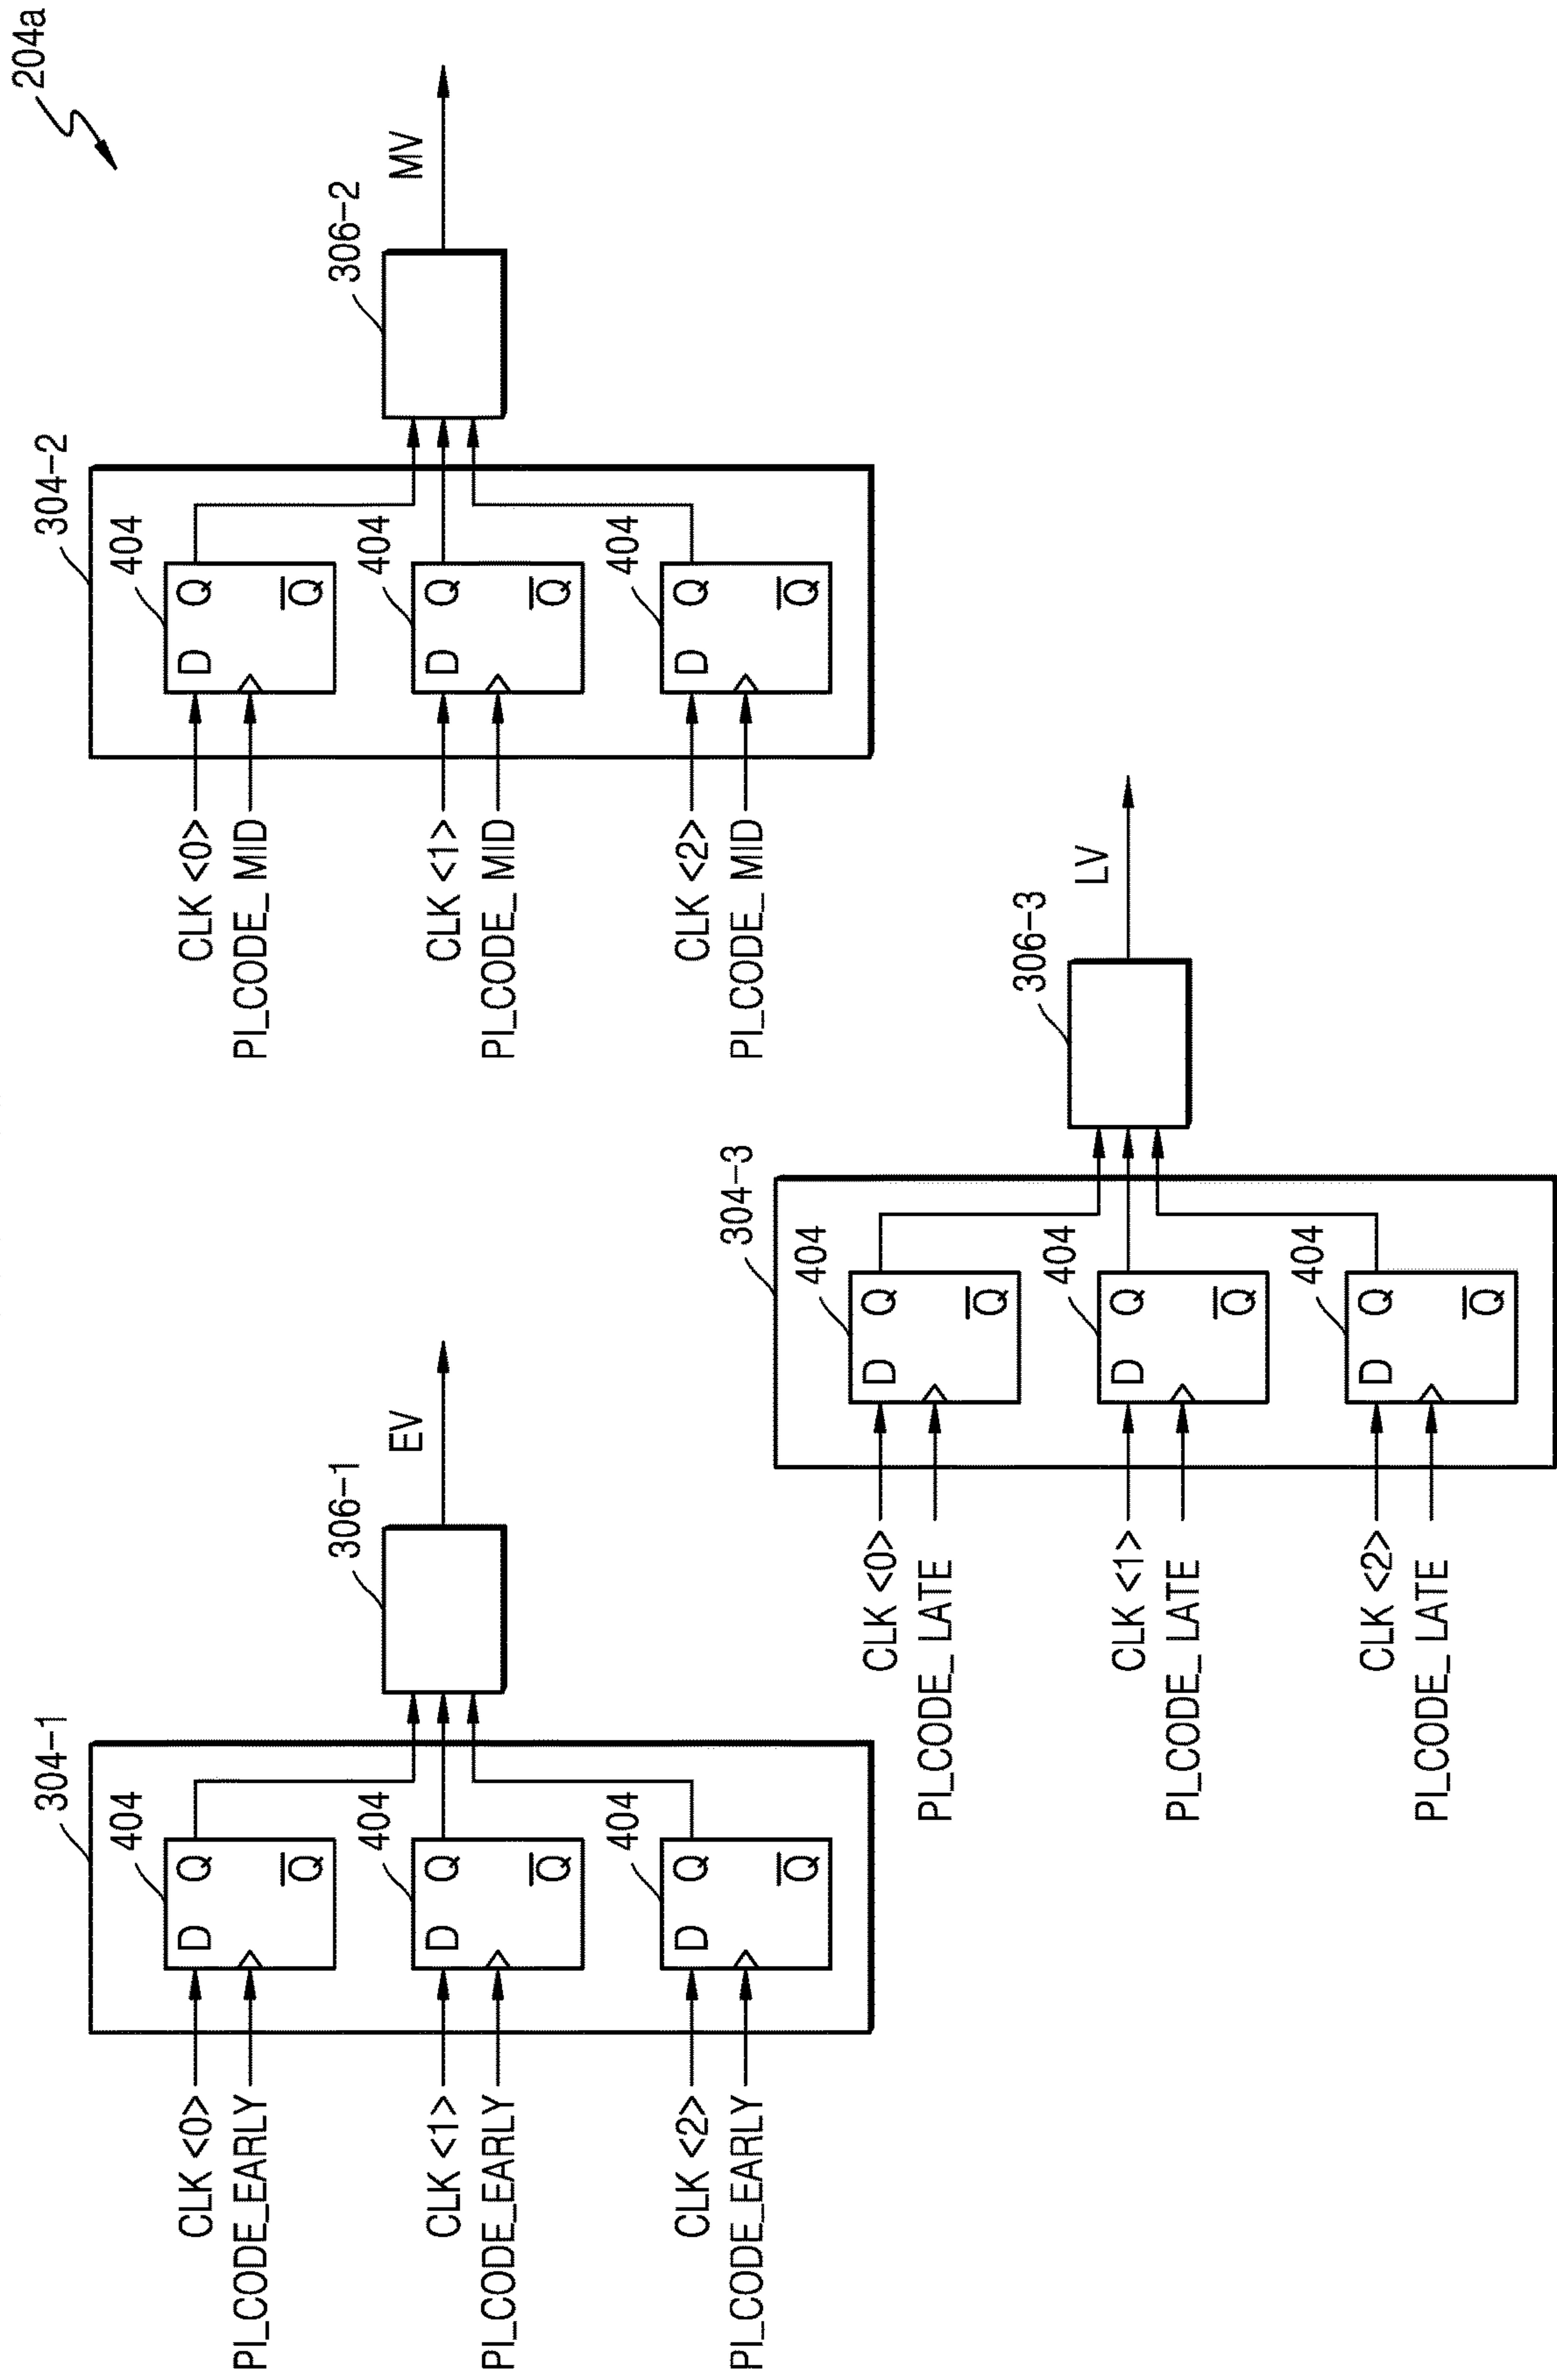 204a
304-1
404
D Q
Q
CLK <0>
PI_CODE_EARLY
404
D Q
Q
CLK <1>
PI_CODE_EARLY
404
D Q
Q
CLK <2>
PI_CODE_EARLY
306-1
EV
304-2
404
D Q
Q
CLK <0>
PI_CODE_MID
404
D Q
Q
CLK <1>
PI_CODE_MID
404
D Q
Q
CLK <2>
PI_CODE_MID
306-2
MV
304-3
404
D Q
Q
CLK <0>
PI_CODE_LATE
404
D Q
Q
CLK <1>
PI_CODE_LATE
404
D Q
Q
CLK <2>
PI_CODE_LATE
306-3
LV